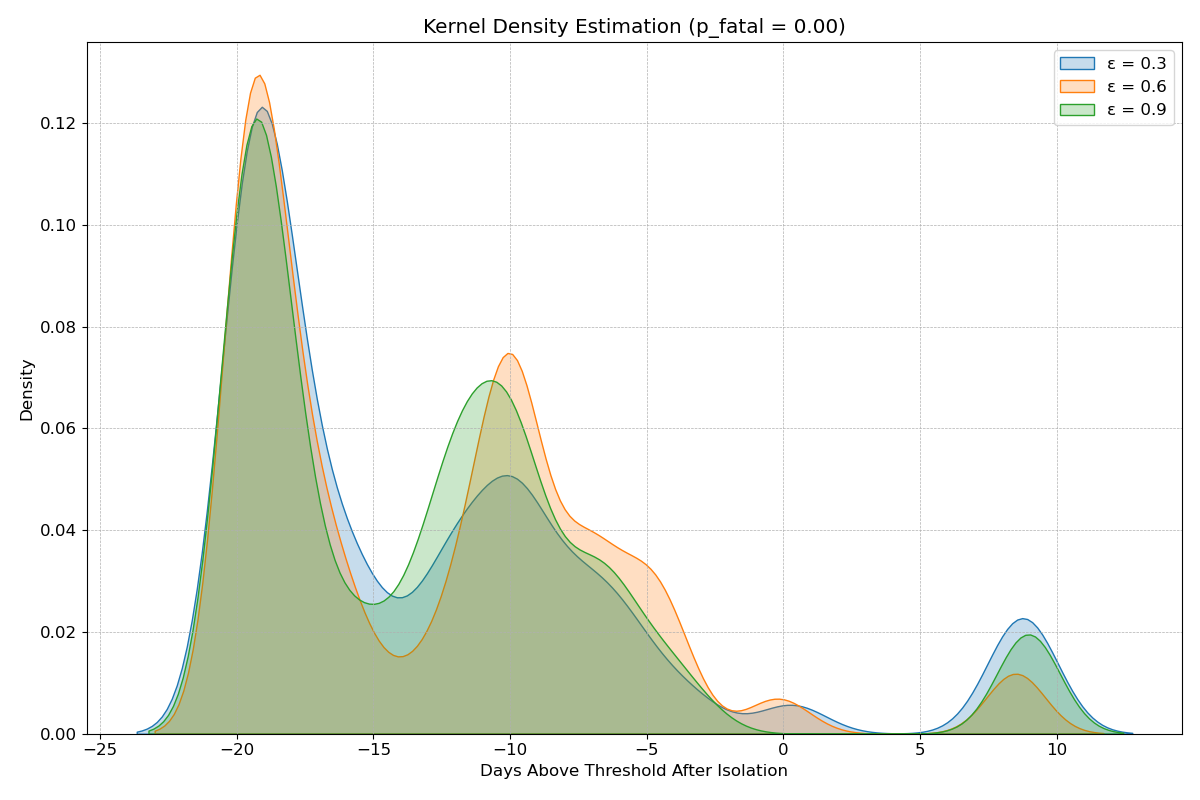 Kernel Density Estimation (p_fatal = 0.00)
ε = 0.3
ε = 0.6
ε = 0.9
Density
0.12
0.10
0.08
0.06
0.04
0.02
0.00
−25 −20 −15 −10 −5 0 5 10
Days Above Threshold After Isolation